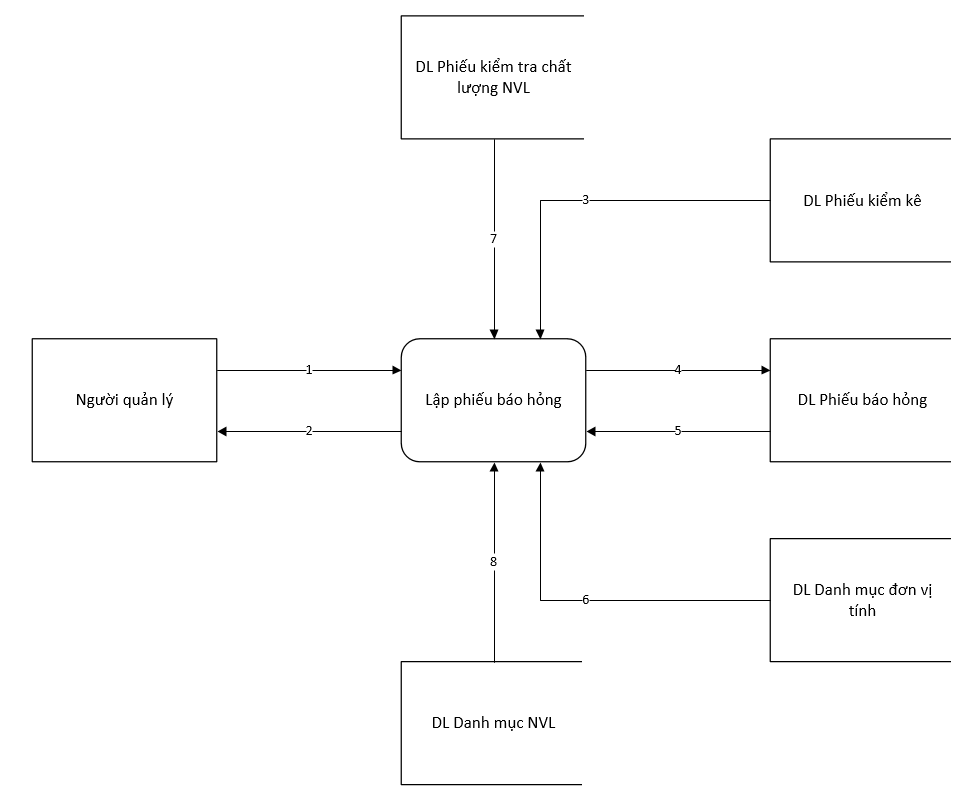 DL Phiếu kiểm tra chất
lượng NVL
DL Phiếu kiểm kê
3
7
Người quản lý
1
2
Lập phiếu báo hỏng
4
5
DL Phiếu báo hỏng
8
6
DL Danh mục đơn vị
tính
DL Danh mục NVL